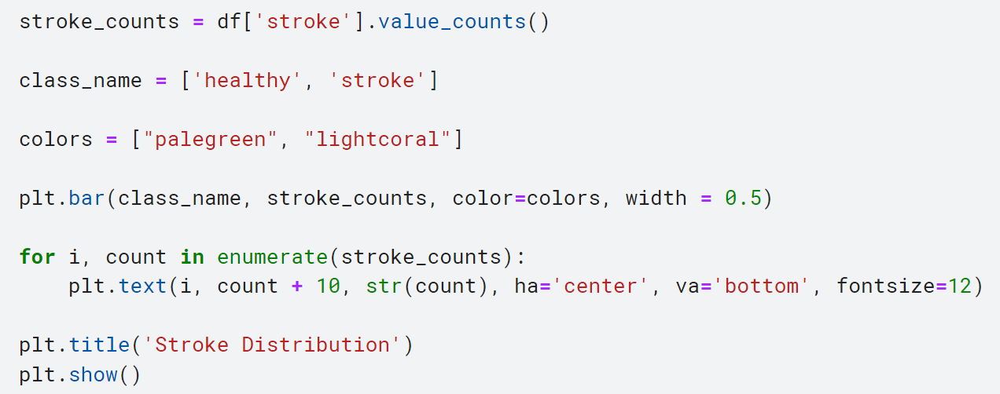 stroke_counts = df['stroke'].value_counts()
class_name = ['healthy', 'stroke']
colors = ["palegreen", "lightcoral"]
plt.bar(class_name, stroke_counts, color=colors, width = 0.5)
for i, count in enumerate(stroke_counts):
    plt.text(i, count + 10, str(count), ha='center', va='bottom', fontsize=12)
plt.title('Stroke Distribution')
plt.show()